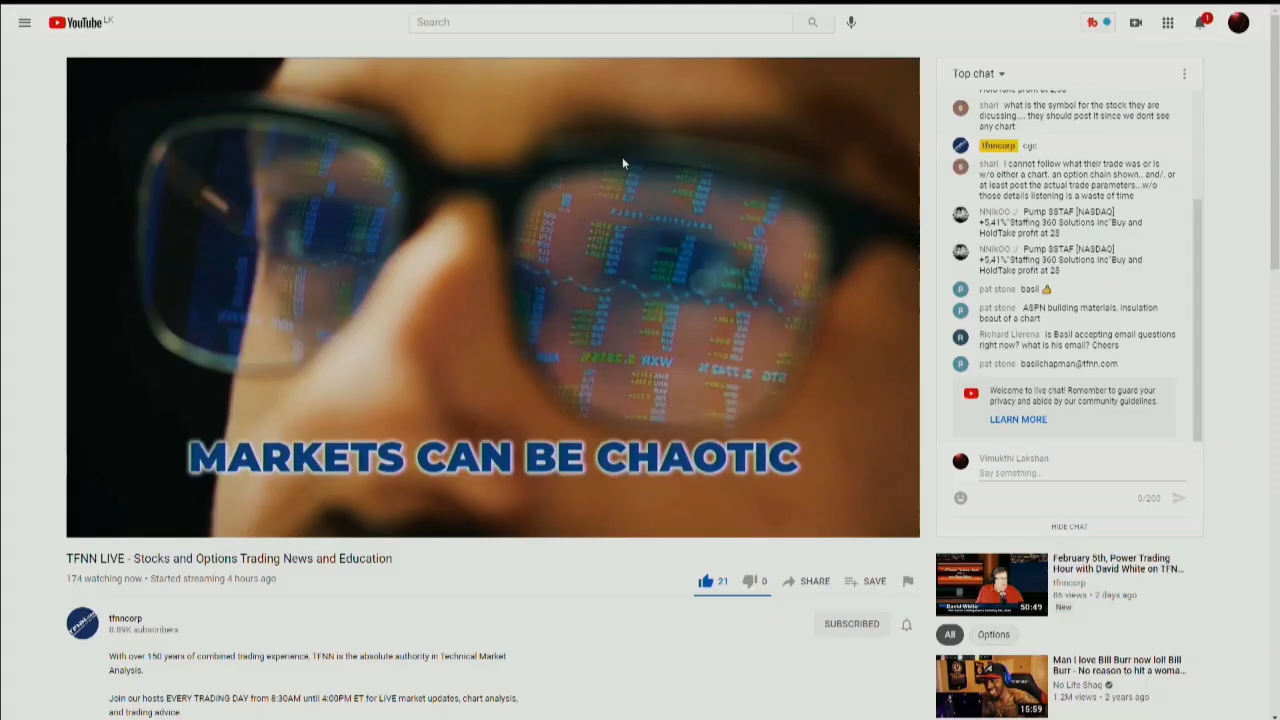 YouTube LK
Search
1
MARKETS CAN BE CHAOTIC
TFNN LIVE - Stocks and Options Trading News and Education
174 watching now • Started streaming 4 hours ago
21
0
SHARE
SAVE
tfnncorp
8.89K subscribers
SUBSCRIBED
With over 150 years of combined trading experience, TFNN is the absolute authority in Technical Market
Analysis.
Join our hosts EVERY TRADING DAY from 8:30AM until 4:00PM ET for LIVE market updates, chart analysis,
and trading advice.
Top chat
shari what is the symbol for the stock they are
dicussing.... they should post it since we dont see
any chart
tfnncorp cgc
shari I cannot follow what their trade was or is
w/o either a chart. an option chain shown.. and/. or
at least post the actual trade parameters...w/o
those details listening is a waste of time
NNikOO :/ Pump $STAF [NASDAQ]
+5,41%"Staffing 360 Solutions Inc"Buy and
HoldTake profit at 2$
NNikOO :/ Pump $STAF [NASDAQ]
+5,41%"Staffing 360 Solutions Inc"Buy and
HoldTake profit at 2$
pat stone basil 👍
pat stone ASPN building materials, insulation
beaut of a chart
Richard Llerena Is Basil accepting email questions
right now? what is his email? Cheers
pat stone basilchapman@tfnn.com
Welcome to live chat! Remember to guard your
privacy and abide by our community guidelines.
LEARN MORE
Vimukthi Lakshan
Say something...
0/200
HIDE CHAT
David White
50:49
February 5th, Power Trading
Hour with David White on TFN...
tfnncorp
86 views • 2 days ago
New
All
Options
15:59
Man I love Bill Burr now lol! Bill
Burr - No reason to hit a woma...
No Life Shaq
1.2M views • 2 years ago